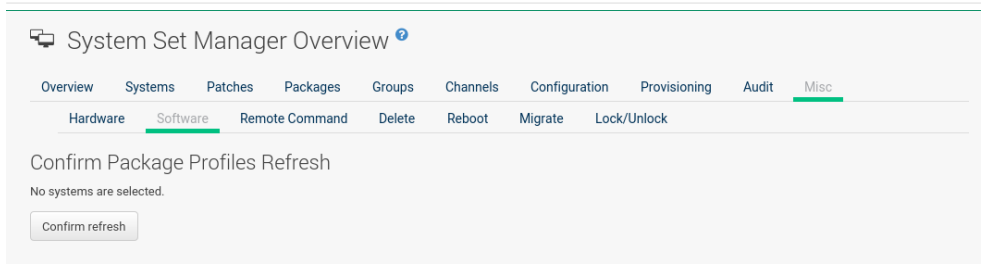 System Set Manager Overview ?
Overview Systems Patches Packages Groups Channels Configuration Provisioning Audit Misc
Hardware Software Remote Command Delete Reboot Migrate Lock/Unlock
Confirm Package Profiles Refresh
No systems are selected.
Confirm refresh